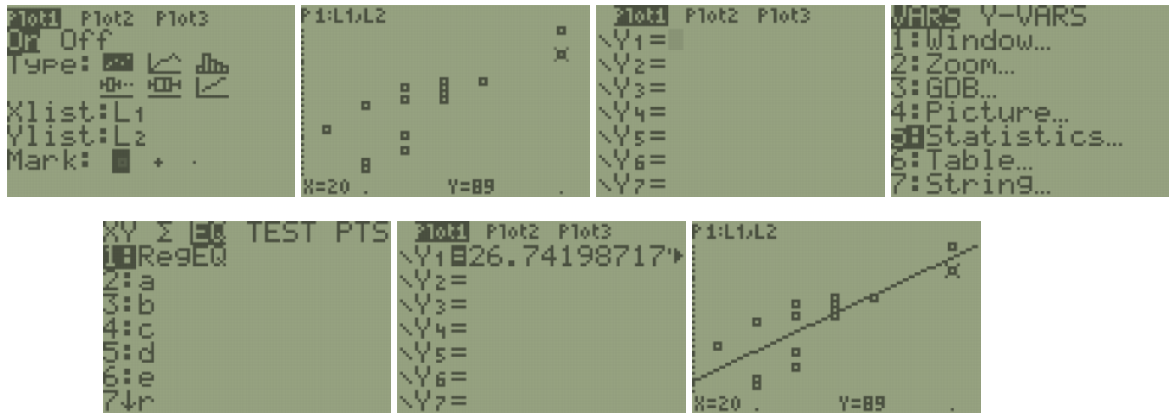 Plot1 Plot2 Plot3
On Off
Type:
Xlist:L1
Ylist:L2
Mark: ▫ + ·
P1:L1,L2
X=20 . Y=89 .
Plot1 Plot2 Plot3
\Y1=
\Y2=
\Y3=
\Y4=
\Y5=
\Y6=
\Y7=
VARS Y-VARS
1:Window…
2:Zoom…
3:GDB…
4:Picture…
5:Statistics…
6:Table…
7:String…
XY Σ EQ TEST PTS
1:RegEQ
2:a
3:b
4:c
5:d
6:e
7↓r
Plot1 Plot2 Plot3
\Y1=26.74198717
\Y2=
\Y3=
\Y4=
\Y5=
\Y6=
\Y7=
P1:L1,L2
X=20 . Y=89 .